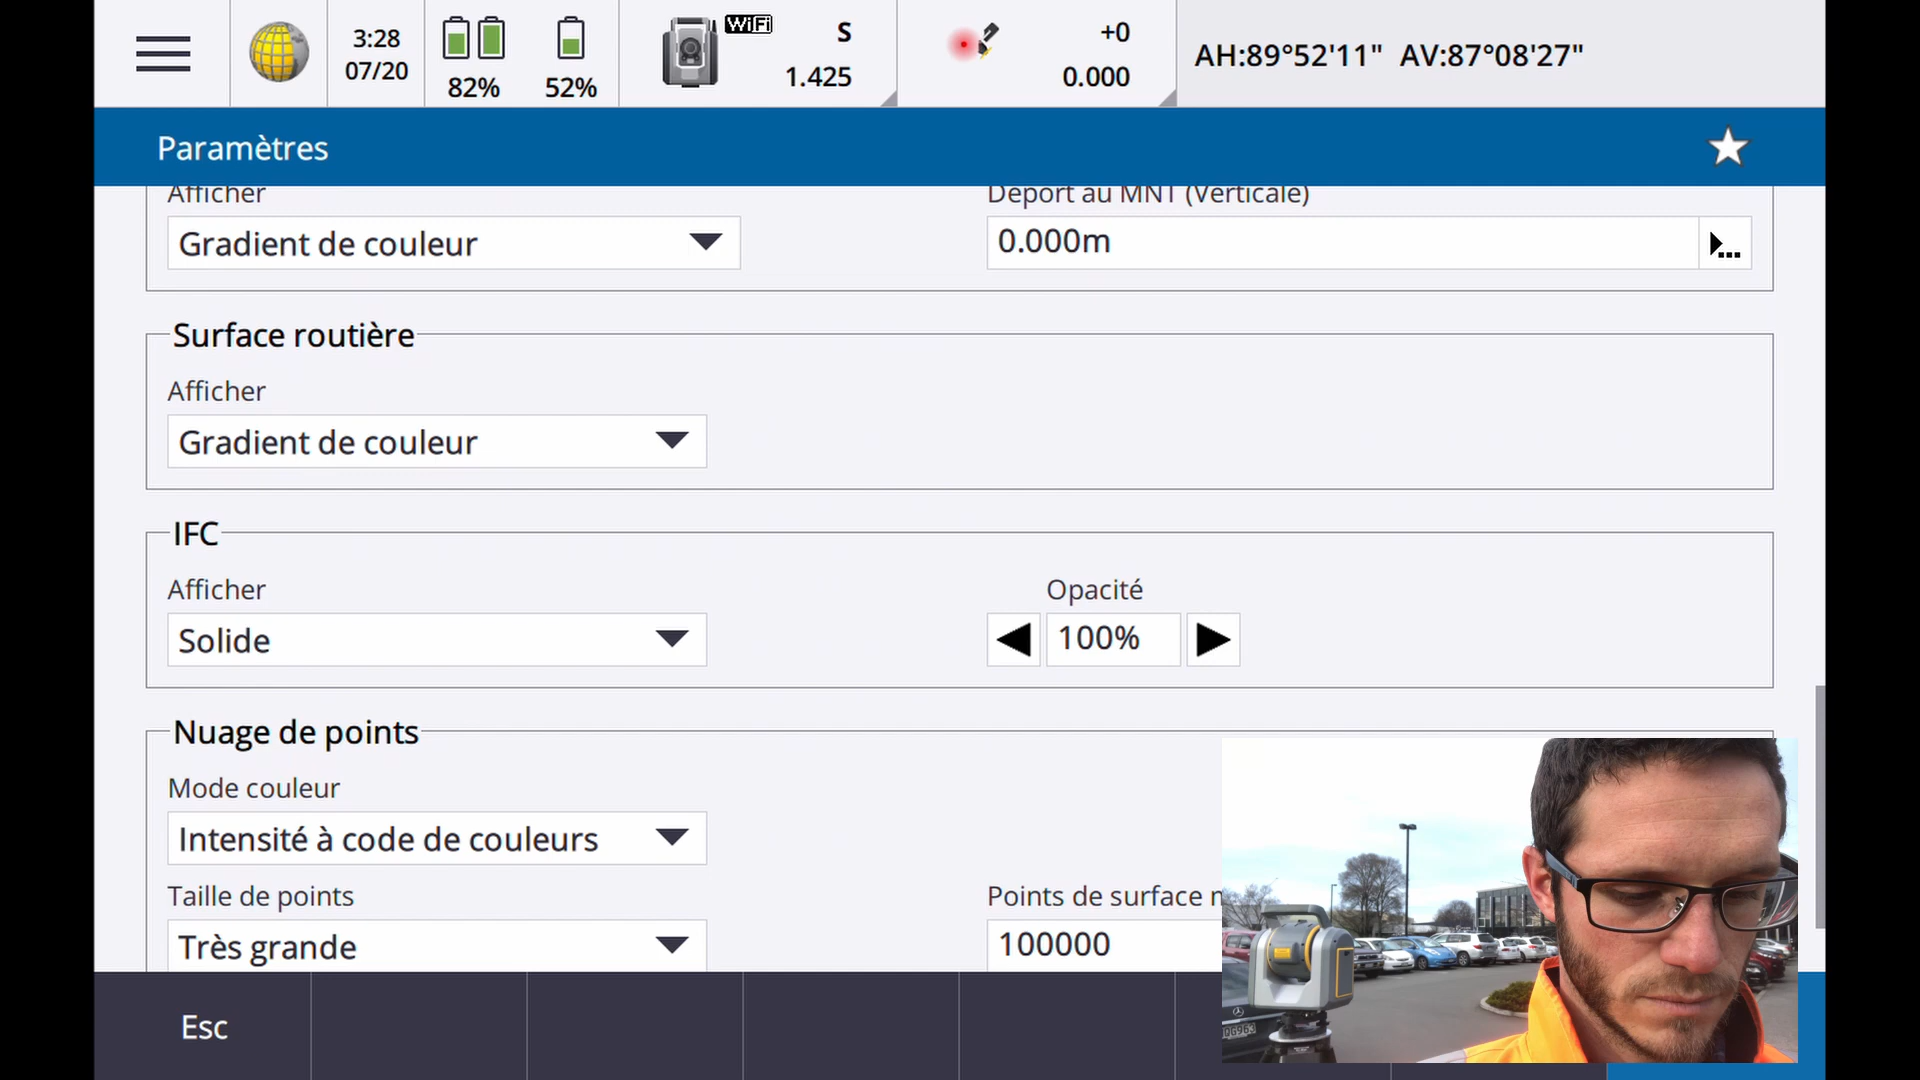 3:28
07/20
82%
52%
WiFi
S
1.425
+0
0.000
AH:89°52'11" AV:87°08'27"
Paramètres
Afficher
Déport au MNT (Verticale)
Gradient de couleur
0.000m
Surface routière
Afficher
Gradient de couleur
IFC
Afficher
Opacité
Solide
100%
Nuage de points
Mode couleur
Intensité à code de couleurs
Taille de points
Points de surface
Très grande
100000
Esc